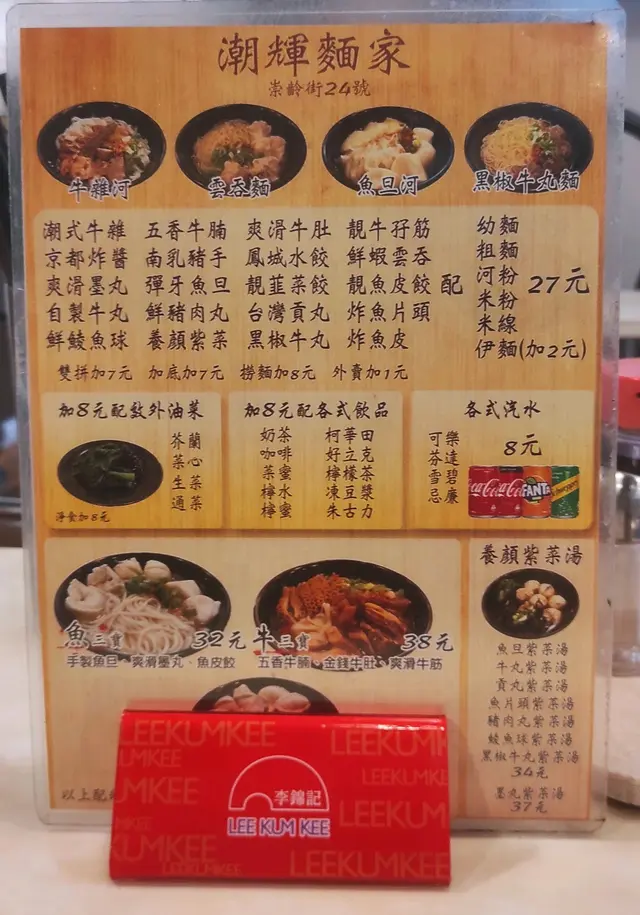 潮輝麵家
崇齡街24號
牛雜河
雲吞麵
魚旦河
黑椒牛丸麵
潮式牛雜 五香牛腩 爽滑牛肚 靚牛孖筋
京都炸醬 南乳豬手 鳳城水餃 鮮蝦雲吞
爽滑墨丸 彈牙魚旦 靚韮菜餃 靚魚皮餃
自製牛丸 鮮豬肉丸 台灣貢丸 炸魚片頭
鮮鯪魚球 養顏紫菜 黑椒牛丸 炸魚皮
配
幼麵
粗麵
河粉
米粉
米線
伊麵(加2元)
27元
雙拼加7元 加底加7元 撈麵加8元 外賣加1元
加8元配敨外油菜
芥蘭
菜心
生菜
通菜
淨食加8元
加8元配各式飲品
奶茶 柯華田
咖啡 好立克
菜蜜 檸檬茶
檸水 凍豆漿
檸蜜 朱古力
各式汽水
8元
可樂
芬達
雪碧
忌廉
Coca-Cola
FANTA
魚三寶 32元
手製魚旦、爽滑墨丸、魚皮餃
牛三寶 38元
五香牛腩、金錢牛肚、爽滑牛筋
養顏紫菜湯
魚旦紫菜湯
牛丸紫菜湯
貢丸紫菜湯
魚片頭紫菜湯
豬肉丸紫菜湯
鯪魚球紫菜湯
黑椒牛丸紫菜湯
34元
墨丸紫菜湯
37元
以上配
李錦記
LEE KUM KEE